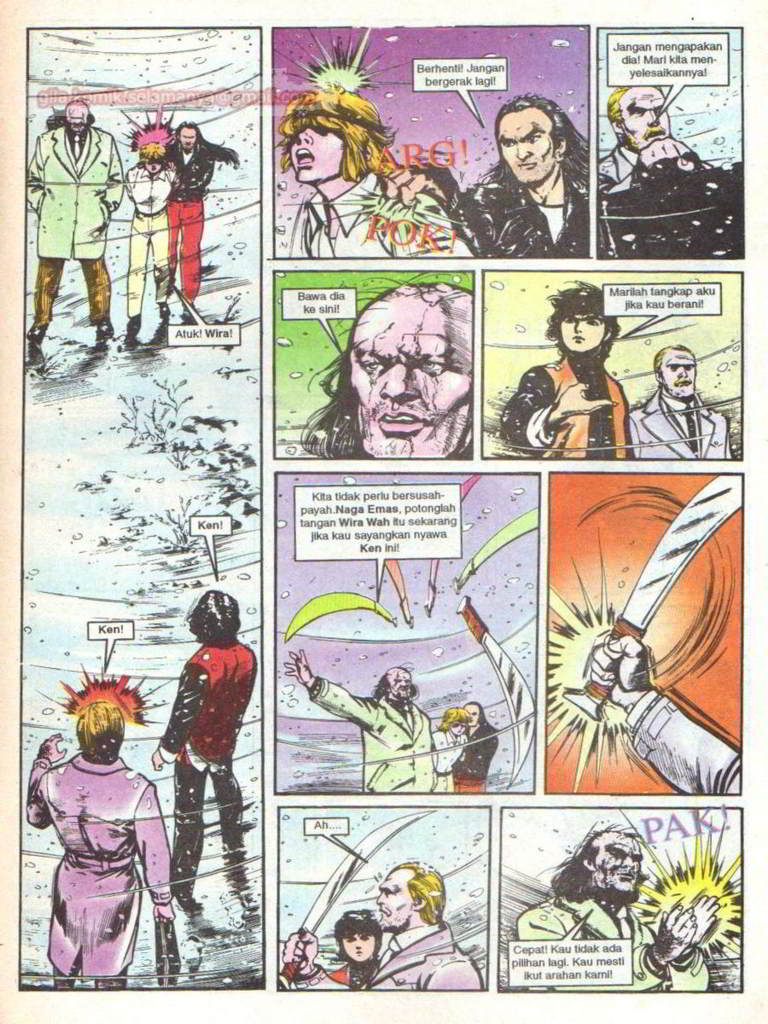 Atuk! Wira!
Ken!
Ken!
Berhenti! Jangan
bergerak lagi!
ARG!
POK!
Jangan mengapakan
dia! Mari kita men-
yelesaikannya!
Bawa dia
ke sini!
Marilah tangkap aku
jika kau berani!
Kita tidak perlu bersusah-
payah.Naga Emas, potonglah
tangan Wira Wah itu sekarang
jika kau sayangkan nyawa
Ken ini!
Ah....
PAK!
Cepat! Kau tidak ada
pilihan lagi. Kau mesti
ikut arahan kami!